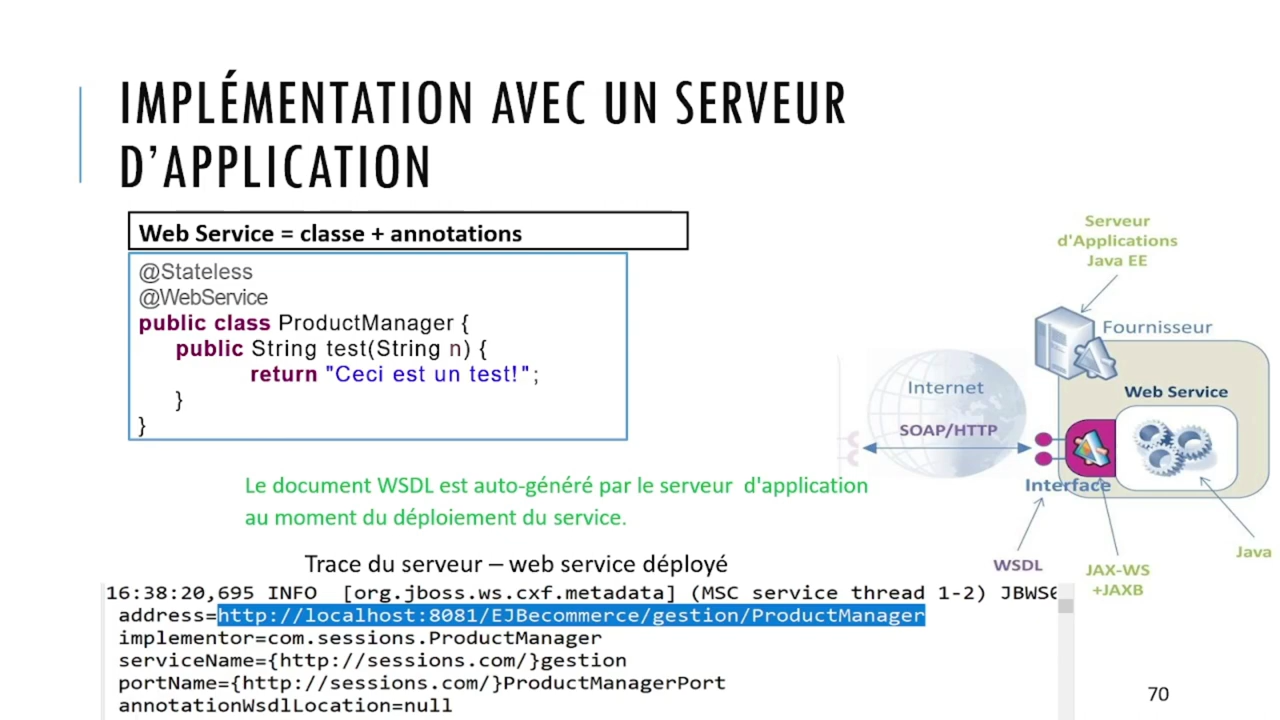 IMPLÉMENTATION AVEC UN SERVEUR
D’APPLICATION
Web Service = classe + annotations
@Stateless
@WebService
public class ProductManager {
public String test(String n) {
return "Ceci est un test!";
}
}
Le document WSDL est auto-généré par le serveur d'application
au moment du déploiement du service.
Trace du serveur – web service déployé
16:38:20,695 INFO [org.jboss.ws.cxf.metadata] (MSC service thread 1-2) JBWS
address=http://localhost:8081/EJBecommerce/gestion/ProductManager
implementor=com.sessions.ProductManager
serviceName={http://sessions.com/}gestion
portName={http://sessions.com/}ProductManagerPort
annotationWsdlLocation=null
Serveur
d'Applications
Java EE
Fournisseur
Internet
SOAP/HTTP
Web Service
Interface
WSDL
JAX-WS
+JAXB
Java
70